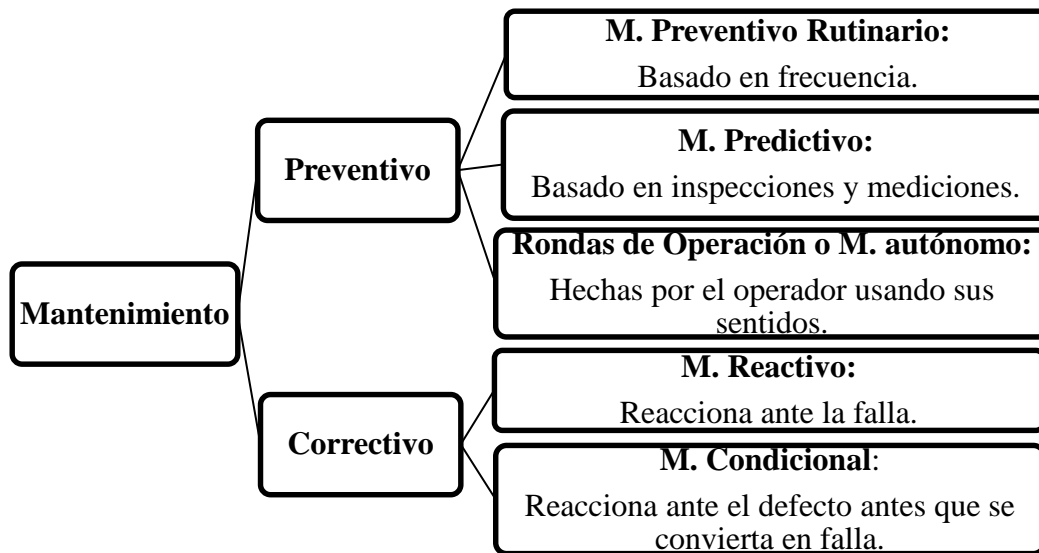 Mantenimiento
Preventivo
M. Preventivo Rutinario:
Basado en frecuencia.
M. Predictivo:
Basado en inspecciones y mediciones.
Rondas de Operación o M. autónomo:
Hechas por el operador usando sus
sentidos.
Correctivo
M. Reactivo:
Reacciona ante la falla.
M. Condicional:
Reacciona ante el defecto antes que se
convierta en falla.